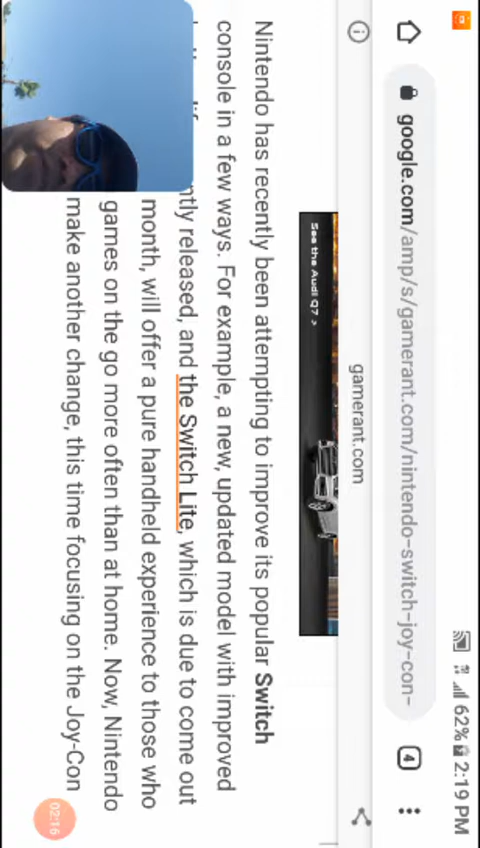 62% 2:19 PM
google.com/amp/s/gamerant.com/nintendo-switch-joy-con-
4
gamerant.com
See the Audi Q7 >
Nintendo has recently been attempting to improve its popular Switch
console in a few ways. For example, a new, updated model with improved
released, and the Switch Lite, which is due to come out
month, will offer a pure handheld experience to those who
games on the go more often than at home. Now, Nintendo
make another change, this time focusing on the Joy-Con
02:16